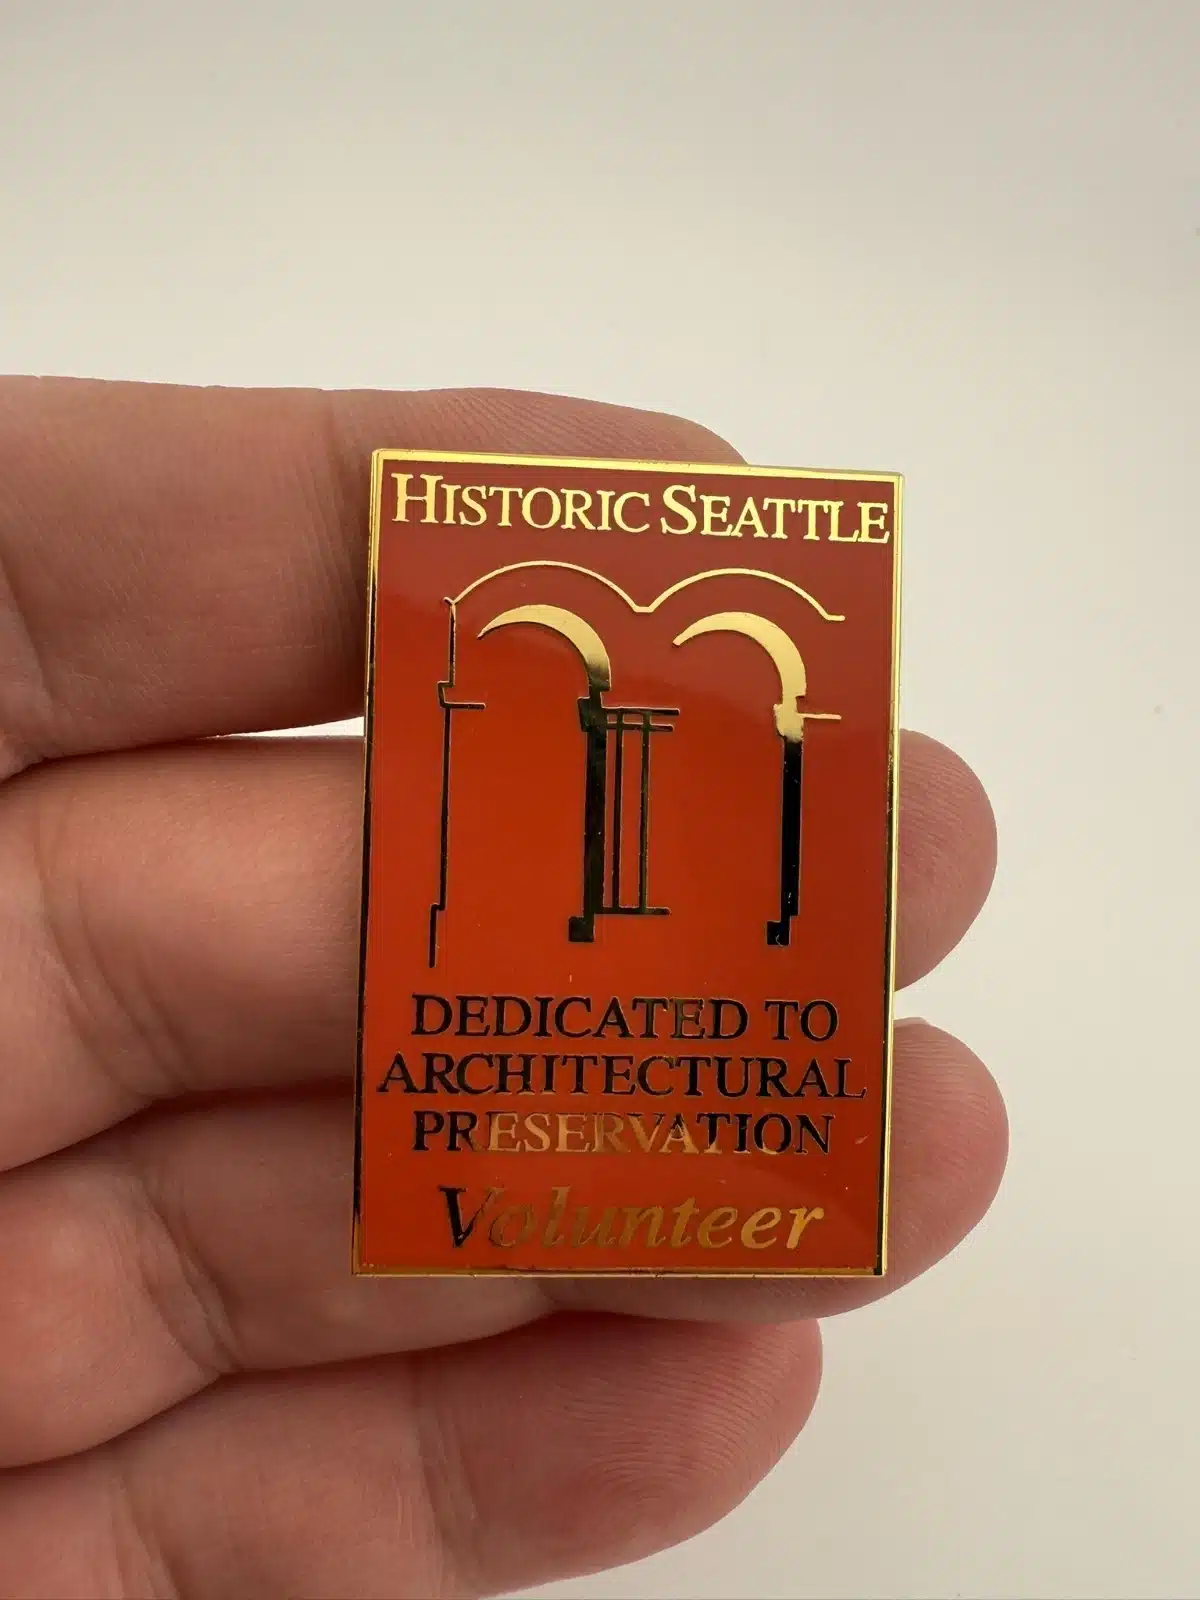 HISTORIC SEATTLE
DEDICATED TO
ARCHITECTURAL
PRESERVATION
Volunteer